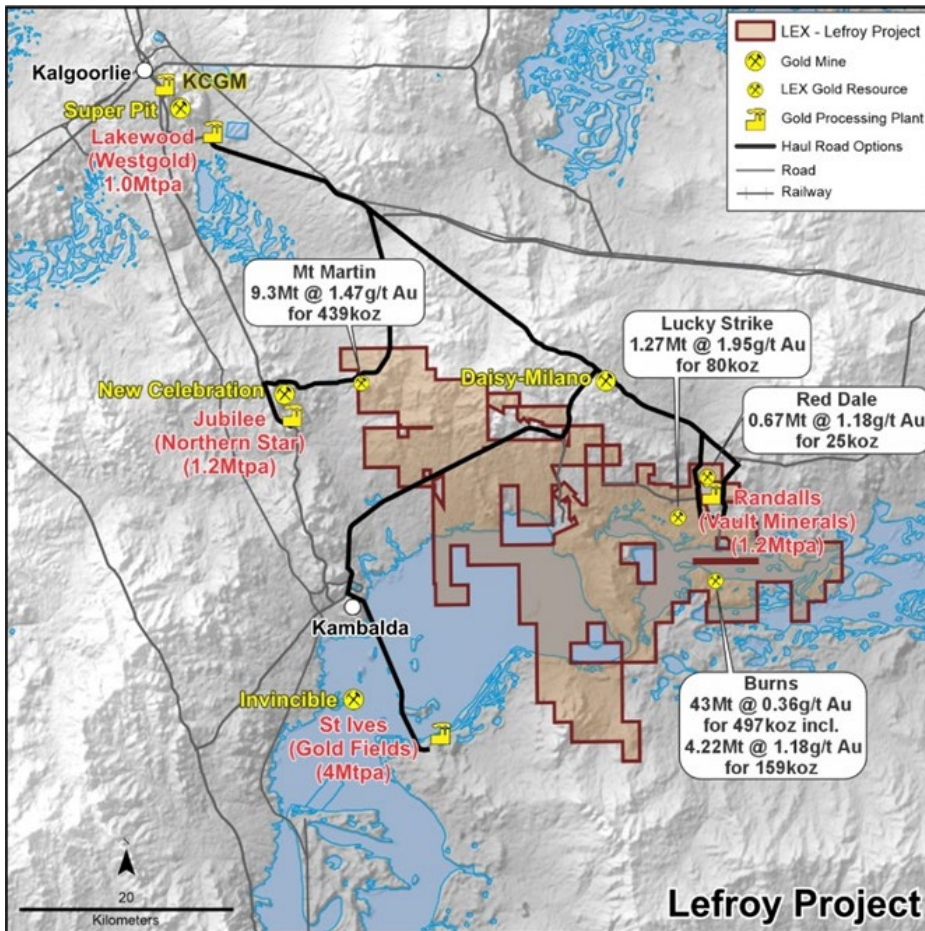 Kalgoorlie
KCGM
Super Pit
Lakewood
(Westgold)
1.0Mtpa
LEX - Lefroy Project
Gold Mine
LEX Gold Resource
Gold Processing Plant
Haul Road Options
Road
Railway
Mt Martin
9.3Mt @ 1.47g/t Au
for 439koz
Lucky Strike
1.27Mt @ 1.95g/t Au
for 80koz
New Celebration
Daisy-Milano
Red Dale
0.67Mt @ 1.18g/t Au
for 25koz
Jubilee
(Northern Star)
(1.2Mtpa)
Randalls
(Vault Minerals)
(1.2Mtpa)
Kambalda
Invincible
St Ives
(Gold Fields)
(4Mtpa)
Burns
43Mt @ 0.36g/t Au
for 497koz incl.
4.22Mt @ 1.18g/t Au
for 159koz
20
Kilometers
Lefroy Project